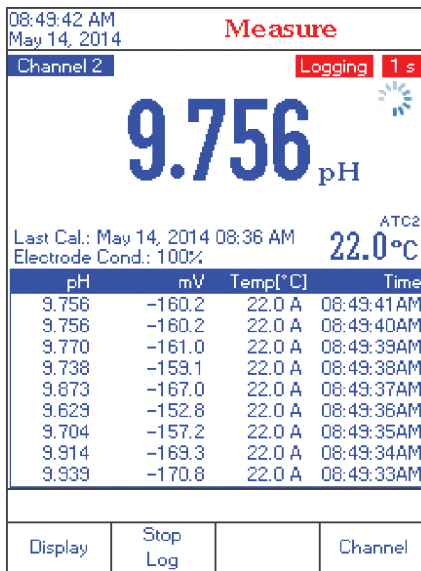 08:49:42 AM
May 14, 2014
Measure
Channel 2
Logging 1 s
9.756 pH
ATC2
22.0°C
Last Cal.: May 14, 2014 08:36 AM
Electrode Cond.: 100%
pH mV Temp[°C] Time
9.756 -160.2 22.0 A 08:49:41AM
9.756 -160.2 22.0 A 08:49:40AM
9.770 -161.0 22.0 A 08:49:39AM
9.738 -159.1 22.0 A 08:49:38AM
9.873 -167.0 22.0 A 08:49:37AM
9.629 -152.8 22.0 A 08:49:36AM
9.704 -157.2 22.0 A 08:49:35AM
9.914 -169.3 22.0 A 08:49:34AM
9.939 -170.8 22.0 A 08:49:33AM
Display
Stop
Log
Channel